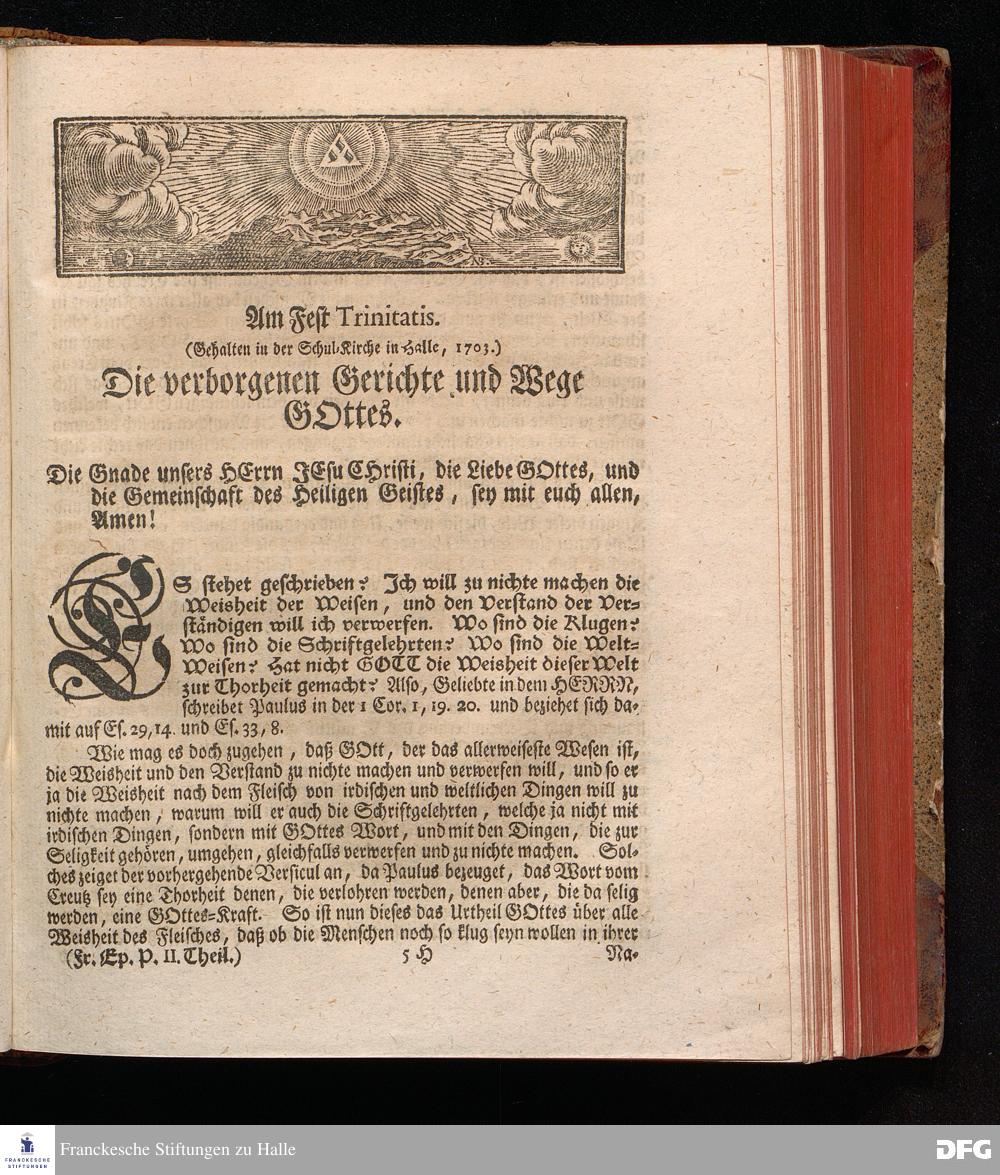 Am Fest Trinitatis.
(Gehalten in der Schul-Kirche in Halle, 1703.)
Die verborgenen Gerichte und Wege
GOttes.
Die Gnade unsers HErrn JEsu CHristi, die Liebe GOttes, und
die Gemeinschaft des Heiligen Geistes, sey mit euch allen,
Amen!
ES stehet geschrieben: Ich will zu nichte machen die
Weisheit der Weisen, und den Verstand der Ver-
ständigen will ich verwerfen. Wo sind die Klugen?
Wo sind die Schriftgelehrten? Wo sind die Welt-
Weisen? Hat nicht GOTT die Weisheit dieser Welt
zur Thorheit gemacht? Also, Geliebte in dem HERRN,
schreibet Paulus in der 1 Cor. 1, 19. 20. und beziehet sich da-
mit auf Es. 29, 14. und Es. 33, 8.
Wie mag es doch zugehen, daß GOtt, der das allerweiseste Wesen ist,
die Weisheit und den Verstand zu nichte machen und verwerfen will, und so er
ja die Weisheit nach dem Fleisch von irdischen und weltlichen Dingen will zu
nichte machen, warum will er auch die Schriftgelehrten, welche ja nicht mit
irdischen Dingen, sondern mit GOttes Wort, und mit den Dingen, die zur
Seligkeit gehören, umgehen, gleichfalls verwerfen und zu nichte machen. Sol-
ches zeiget der vorhergehende Versicul an, da Paulus bezeuget, das Wort vom
Creutz sey eine Thorheit denen, die verlohren werden, denen aber, die da selig
werden, eine GOttes-Kraft. So ist nun dieses das Urtheil GOttes über alle
Weisheit des Fleisches, daß ob die Menschen noch so klug seyn wollen in ihrer
(Fr. Ep. P. II. Theil.) 5 H Na-
FRANCKESCHE
STIFTUNGEN
Franckesche Stiftungen zu Halle
DFG